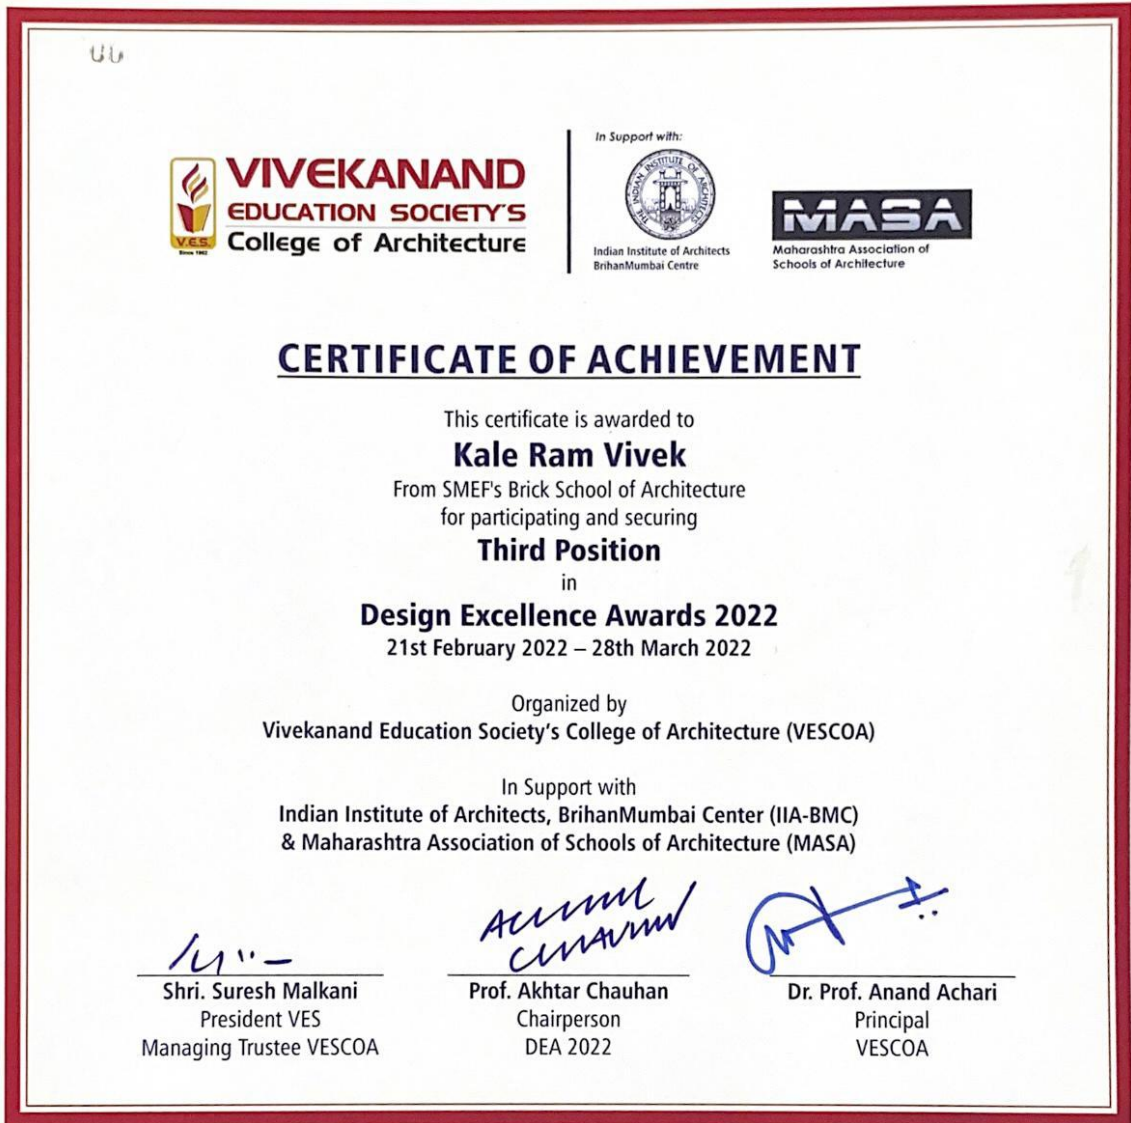 VIVEKANAND
EDUCATION SOCIETY'S
College of Architecture
V.E.S.
Since 1962
In Support with:
THE INDIAN INSTITUTE OF ARCHITECTS
Indian Institute of Architects
BrihanMumbai Centre
MASA
Maharashtra Association of
Schools of Architecture
CERTIFICATE OF ACHIEVEMENT
This certificate is awarded to
Kale Ram Vivek
From SMEF's Brick School of Architecture
for participating and securing
Third Position
in
Design Excellence Awards 2022
21st February 2022 – 28th March 2022
Organized by
Vivekanand Education Society's College of Architecture (VESCOA)
In Support with
Indian Institute of Architects, BrihanMumbai Center (IIA-BMC)
& Maharashtra Association of Schools of Architecture (MASA)
Shri. Suresh Malkani
President VES
Managing Trustee VESCOA
Prof. Akhtar Chauhan
Chairperson
DEA 2022
Dr. Prof. Anand Achari
Principal
VESCOA